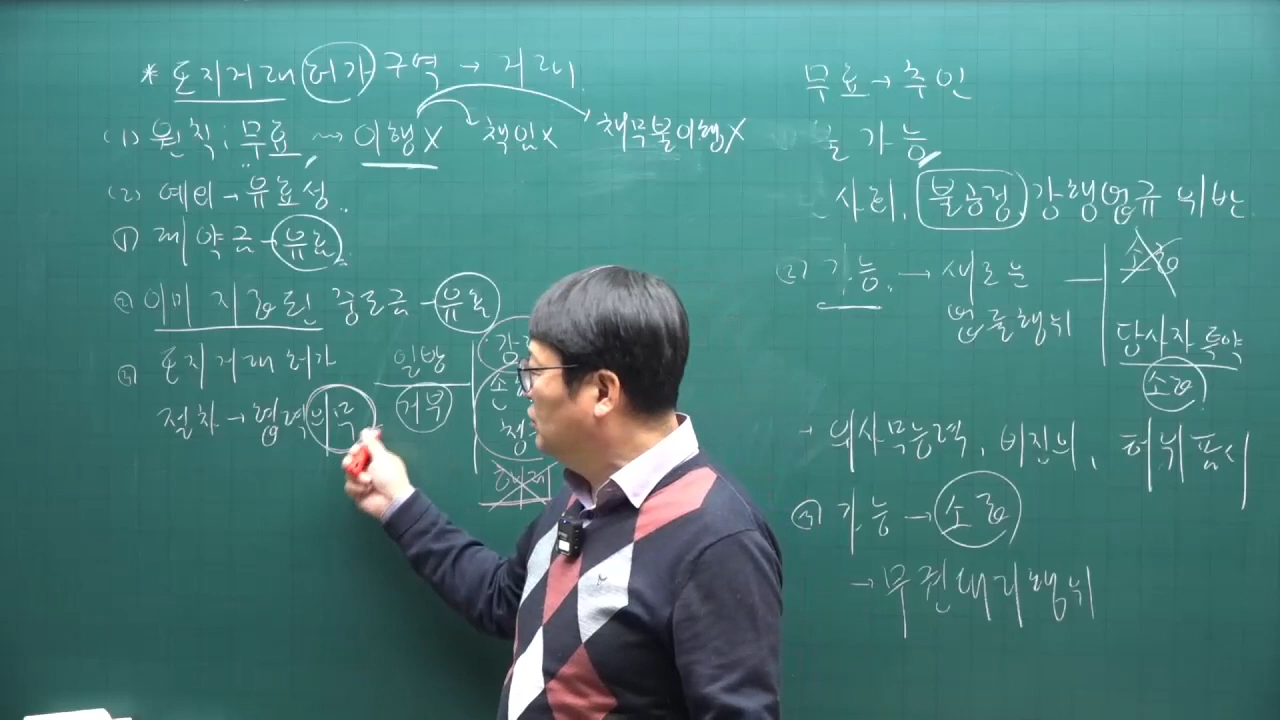 * 토지거래허가구역 → 거래
(1) 원칙: 무효 ⇝ 이행X 책임X 채무불이행X
(2) 예외 → 유효성
① 계약금 - 유효
② 이미 지급된 중도금 - 유효
③ 토지거래허가
절차 → 협력의무
일방
거부
무효 → 추인
불가능
사회, 불공정, 강행법규 위반
(2) 가능 → 새로운
법률행위
소급
당사자 특약
소급
→ 의사무능력, 비진의, 허위표시
가능 → 소급
→ 무권대리행위